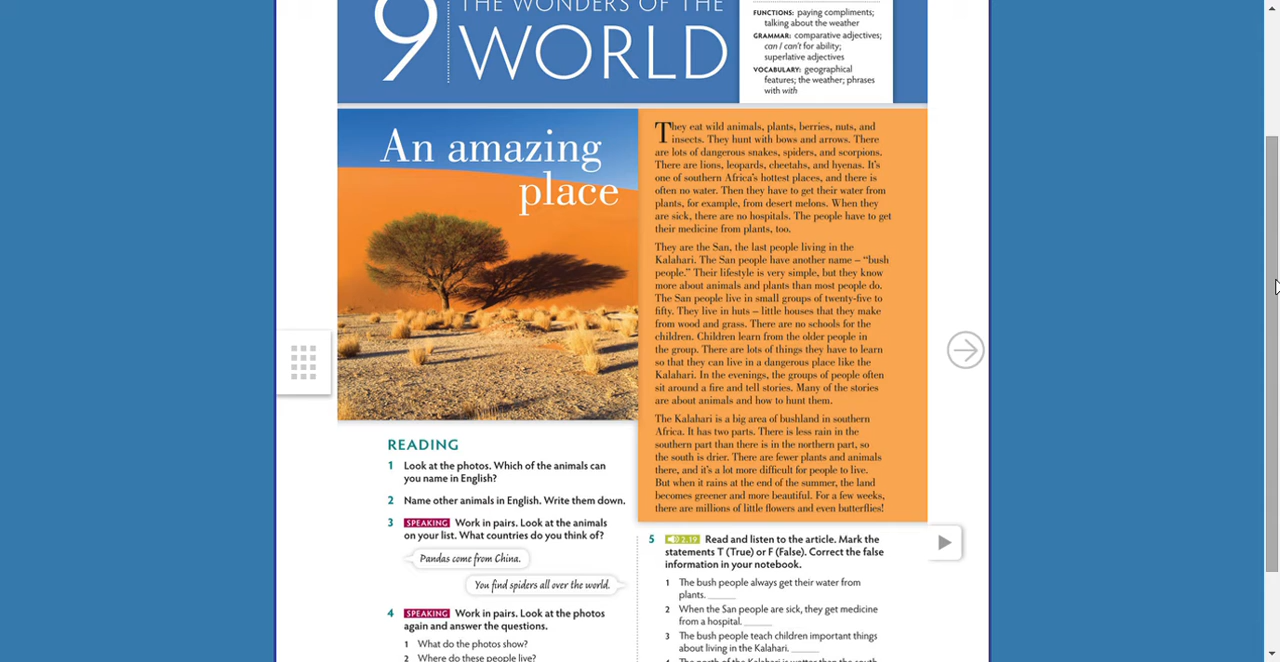 9
THE WONDERS OF THE
WORLD
FUNCTIONS: paying compliments;
talking about the weather
GRAMMAR: comparative adjectives;
can / can't for ability;
superlative adjectives
VOCABULARY: geographical
features; the weather; phrases
with with
An amazing
place
They eat wild animals, plants, berries, nuts, and
insects. They hunt with bows and arrows. There
are lots of dangerous snakes, spiders, and scorpions.
There are lions, leopards, cheetahs, and hyenas. It's
one of southern Africa's hottest places, and there is
often no water. Then they have to get their water from
plants, for example, from desert melons. When they
are sick, there are no hospitals. The people have to get
their medicine from plants, too.
They are the San, the last people living in the
Kalahari. The San people have another name – "bush
people." Their lifestyle is very simple, but they know
more about animals and plants than most people do.
The San people live in small groups of twenty-five to
fifty. They live in huts – little houses that they make
from wood and grass. There are no schools for the
children. Children learn from the older people in
the group. There are lots of things they have to learn
so that they can live in a dangerous place like the
Kalahari. In the evenings, the groups of people often
sit around a fire and tell stories. Many of the stories
are about animals and how to hunt them.
The Kalahari is a big area of bushland in southern
Africa. It has two parts. There is less rain in the
southern part than there is in the northern part, so
the south is drier. There are fewer plants and animals
there, and it's a lot more difficult for people to live.
But when it rains at the end of the summer, the land
becomes greener and more beautiful. For a few weeks,
there are millions of little flowers and even butterflies!
READING
1 Look at the photos. Which of the animals can
you name in English?
2 Name other animals in English. Write them down.
3 SPEAKING Work in pairs. Look at the animals
on your list. What countries do you think of?
Pandas come from China.
You find spiders all over the world.
4 SPEAKING Work in pairs. Look at the photos
again and answer the questions.
1 What do the photos show?
2 Where do these people live?
5 2.19 Read and listen to the article. Mark the
statements T (True) or F (False). Correct the false
information in your notebook.
1 The bush people always get their water from
plants. _____
2 When the San people are sick, they get medicine
from a hospital. _____
3 The bush people teach children important things
about living in the Kalahari. _____
4 The north of the Kalahari is wetter than the south.